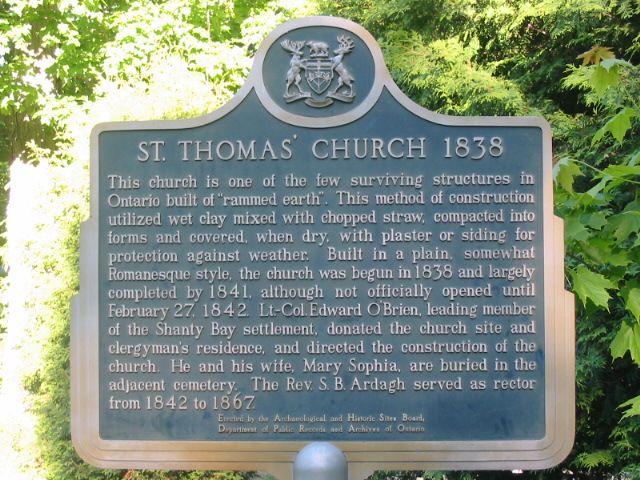 ST. THOMAS' CHURCH 1838
This church is one of the few surviving structures in
Ontario built of "rammed earth". This method of construction
utilized wet clay mixed with chopped straw, compacted into
forms and covered, when dry, with plaster or siding for
protection against weather. Built in a plain, somewhat
Romanesque style, the church was begun in 1838 and largely
completed by 1841, although not officially opened until
February 27, 1842. Lt-Col. Edward O'Brien, leading member
of the Shanty Bay settlement, donated the church site and
clergyman's residence, and directed the construction of the
church. He and his wife, Mary Sophia, are buried in the
adjacent cemetery. The Rev. S. B. Ardagh served as rector
from 1842 to 1867.
Erected by the Archaeological and Historic Sites Board,
Department of Public Records and Archives of Ontario